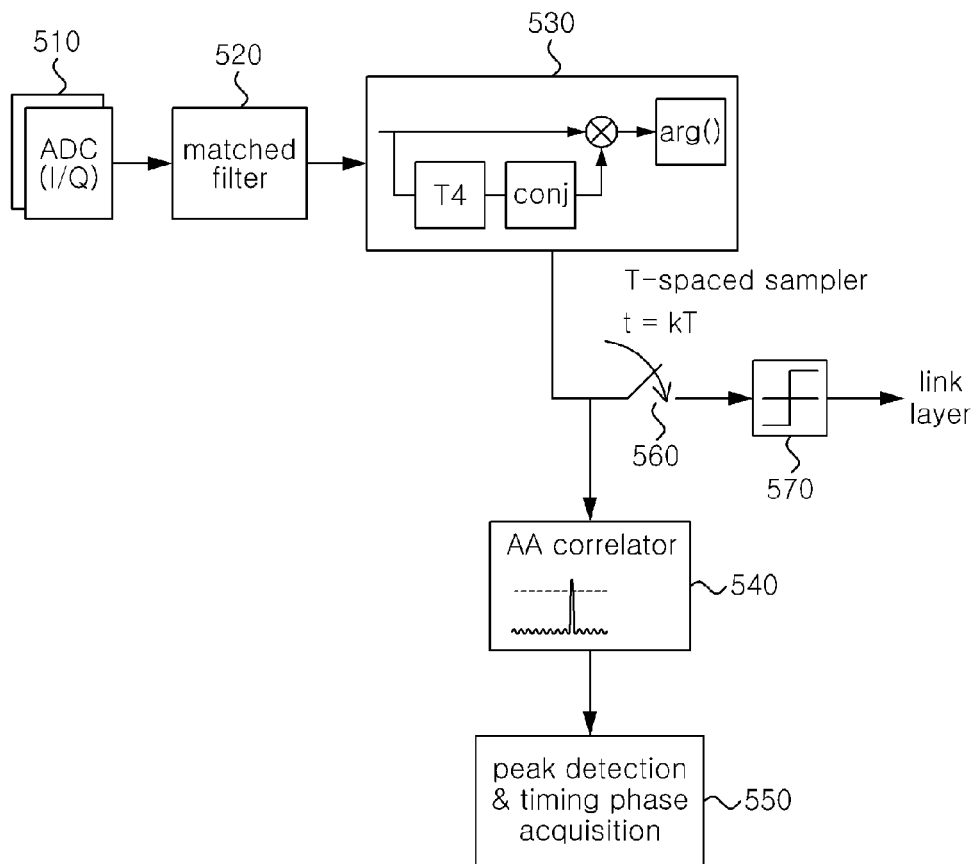 530
510
520
ADC
(I/Q)
matched
filter
arg()
T4
conj
T-spaced sampler
t = kT
link
layer
560
570
AA correlator
540
peak detection
& timing phase
acquisition
550